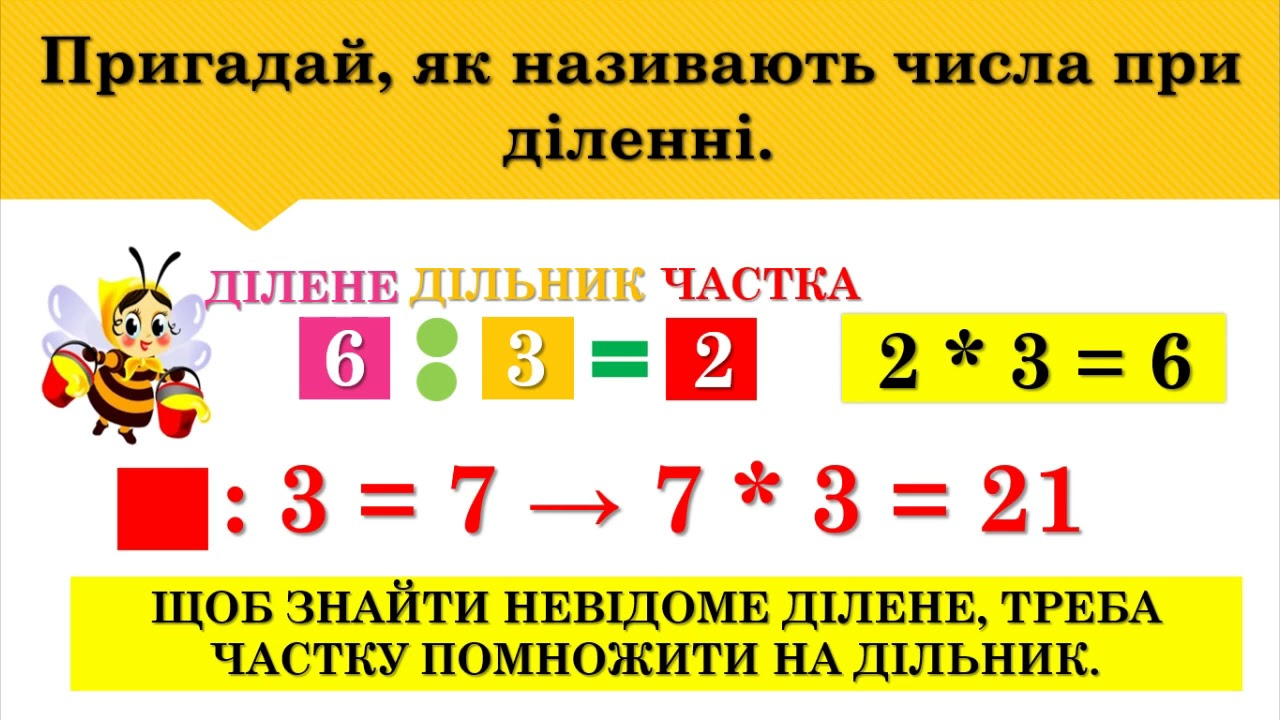 Пригадай, як називають числа при
діленні.
ДІЛЕНЕ ДІЛЬНИК ЧАСТКА
6 : 3 = 2
2 * 3 = 6
: 3 = 7 → 7 * 3 = 21
ЩОБ ЗНАЙТИ НЕВІДОМЕ ДІЛЕНЕ, ТРЕБА
ЧАСТКУ ПОМНОЖИТИ НА ДІЛЬНИК.